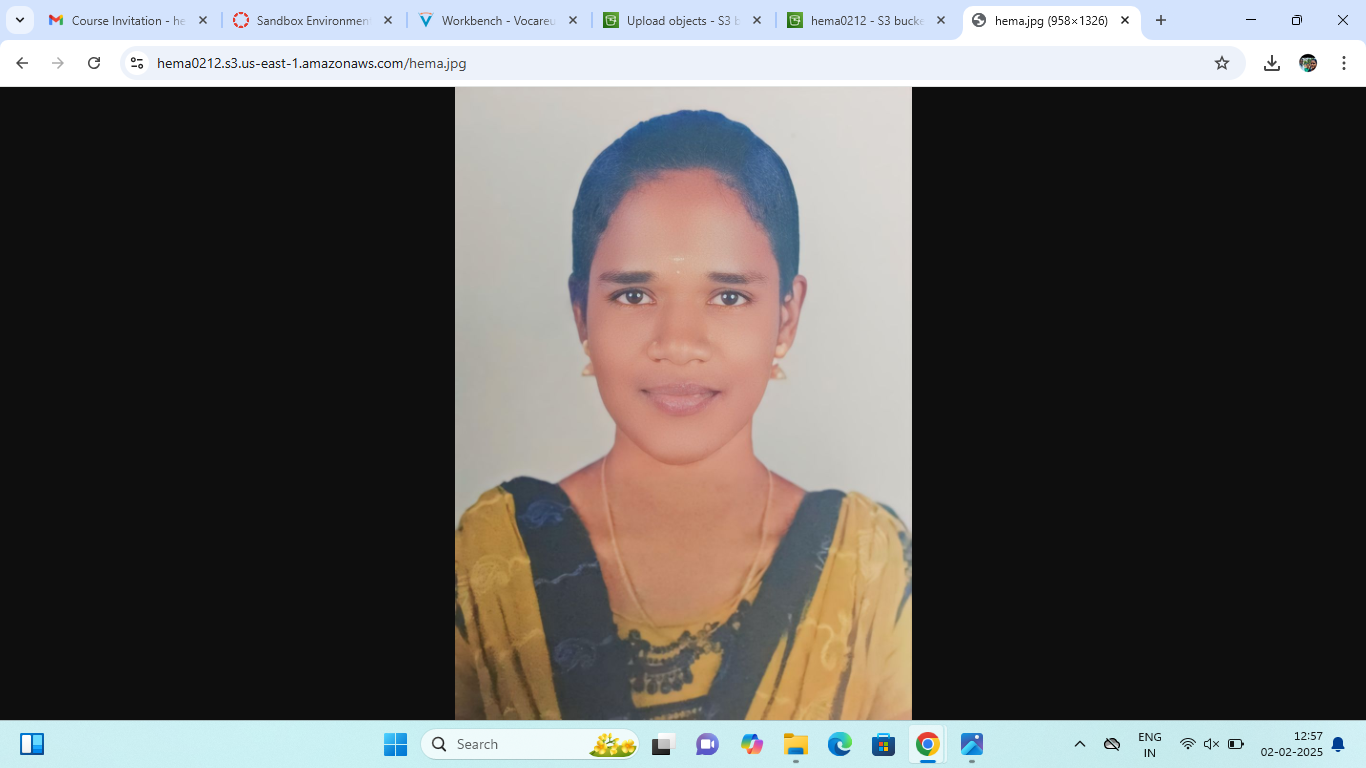 Course Invitation - he
Sandbox Environmen
Workbench - Vocareu
Upload objects - S3 b
hema0212 - S3 bucke
hema.jpg (958×1326)
hema0212.s3.us-east-1.amazonaws.com/hema.jpg
Search
ENG
IN
12:57
02-02-2025